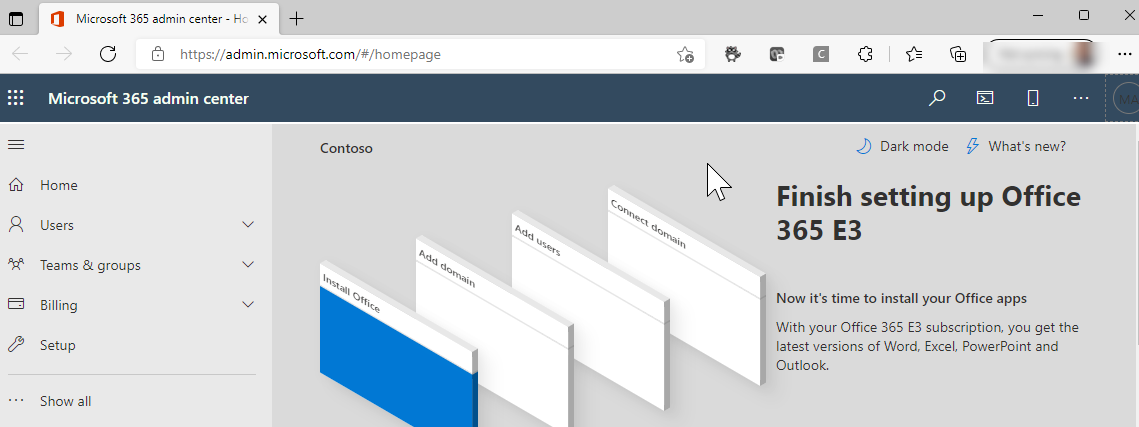 Microsoft 365 admin center - Ho
https://admin.microsoft.com/#/homepage
C
Microsoft 365 admin center
MA
Contoso
Dark mode
What's new?
Home
Users
Teams & groups
Billing
Setup
Show all
Install Office
Add domain
Add users
Connect domain
Finish setting up Office
365 E3
Now it's time to install your Office apps
With your Office 365 E3 subscription, you get the
latest versions of Word, Excel, PowerPoint and
Outlook.